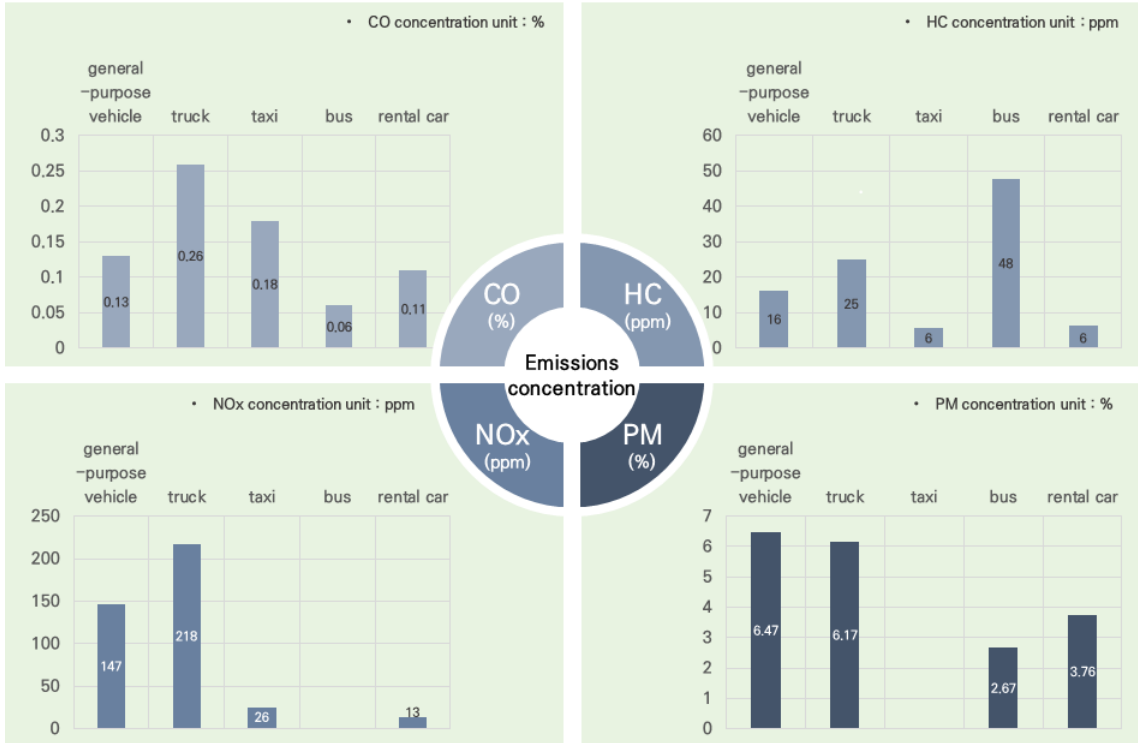 • CO concentration unit : %
general
-purpose
vehicle truck taxi bus rental car
0.3
0.25
0.2
0.15
0.1
0.05
0
0.13
0.26
0.18
0.06
0.11
• HC concentration unit : ppm
general
-purpose
vehicle truck taxi bus rental car
60
50
40
30
20
10
0
16
25
6
48
6
CO
(%)
HC
(ppm)
Emissions
concentration
NOx
(ppm)
PM
(%)
• NOx concentration unit : ppm
general
-purpose
vehicle truck taxi bus rental car
250
200
150
100
50
0
147
218
26
13
• PM concentration unit : %
general
-purpose
vehicle truck taxi bus rental car
7
6
5
4
3
2
1
0
6.47
6.17
2.67
3.76